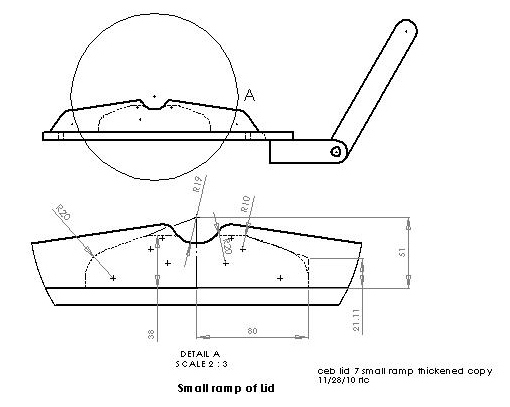 A
R19
R10
R20
R20
51
38
80
21.11
DETAIL A
SCALE 2 : 3
Small ramp of Lid
ceb lid 7 small ramp thickened copy
11/28/10 rlc